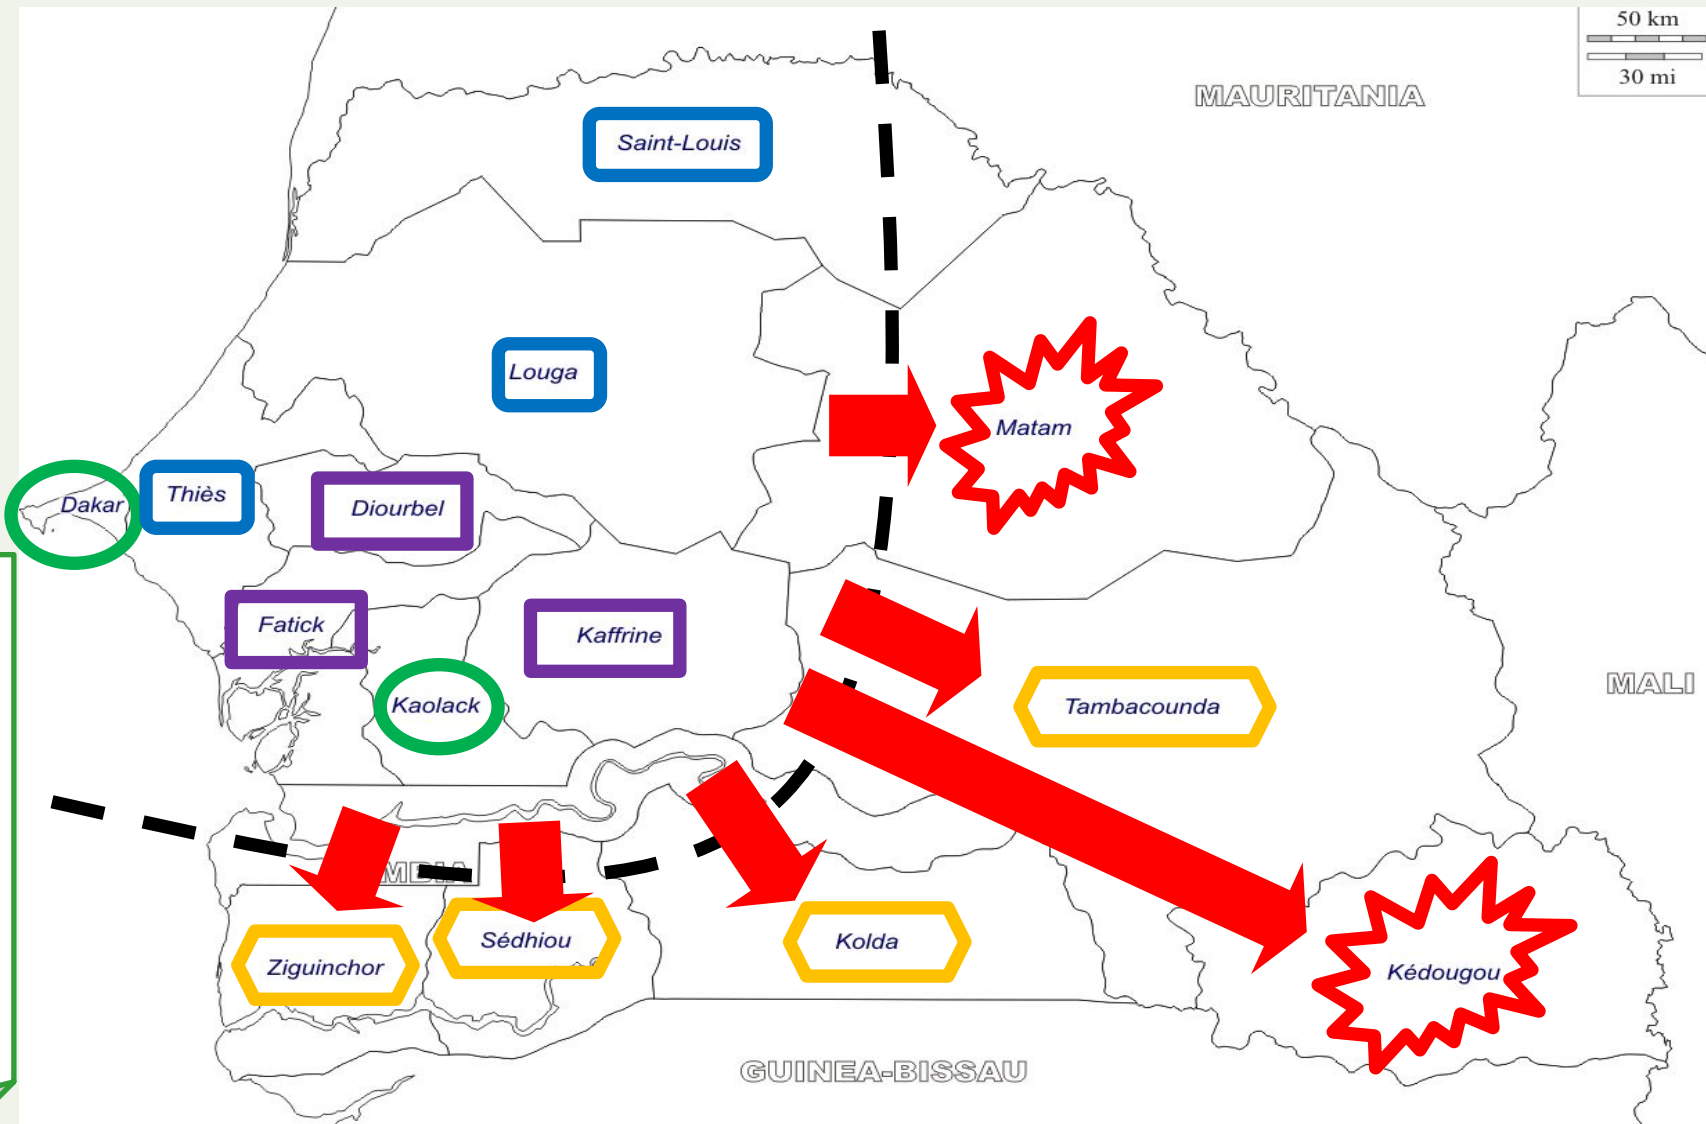 50 km
30 mi
MAURITANIA
Saint-Louis
Louga
Matam
Dakar
Thiès
Diourbel
Fatick
Kaffrine
Kaolack
Tambacounda
MALI
MBIA
Ziguinchor
Sédhiou
Kolda
Kédougou
GUINEA-BISSAU